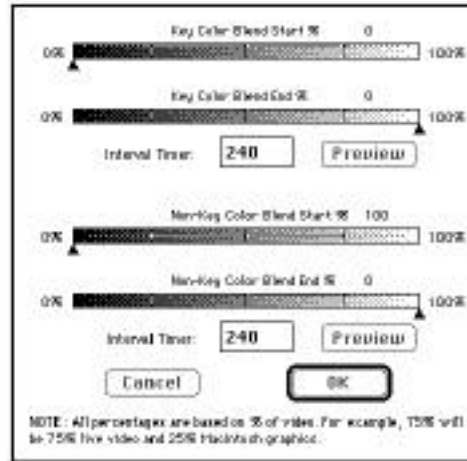 Key Color Blend Start % 0
0% 100%
Key Color Blend End % 0
0% 100%
Interval Timer: 240 Preview
Non-Key Color Blend Start % 100
0% 100%
Non-Key Color Blend End % 0
0% 100%
Interval Timer: 240 Preview
Cancel OK
NOTE : All percentages are based on % of video. For example, 75% will
be 75% live video and 25% Macintosh graphics.